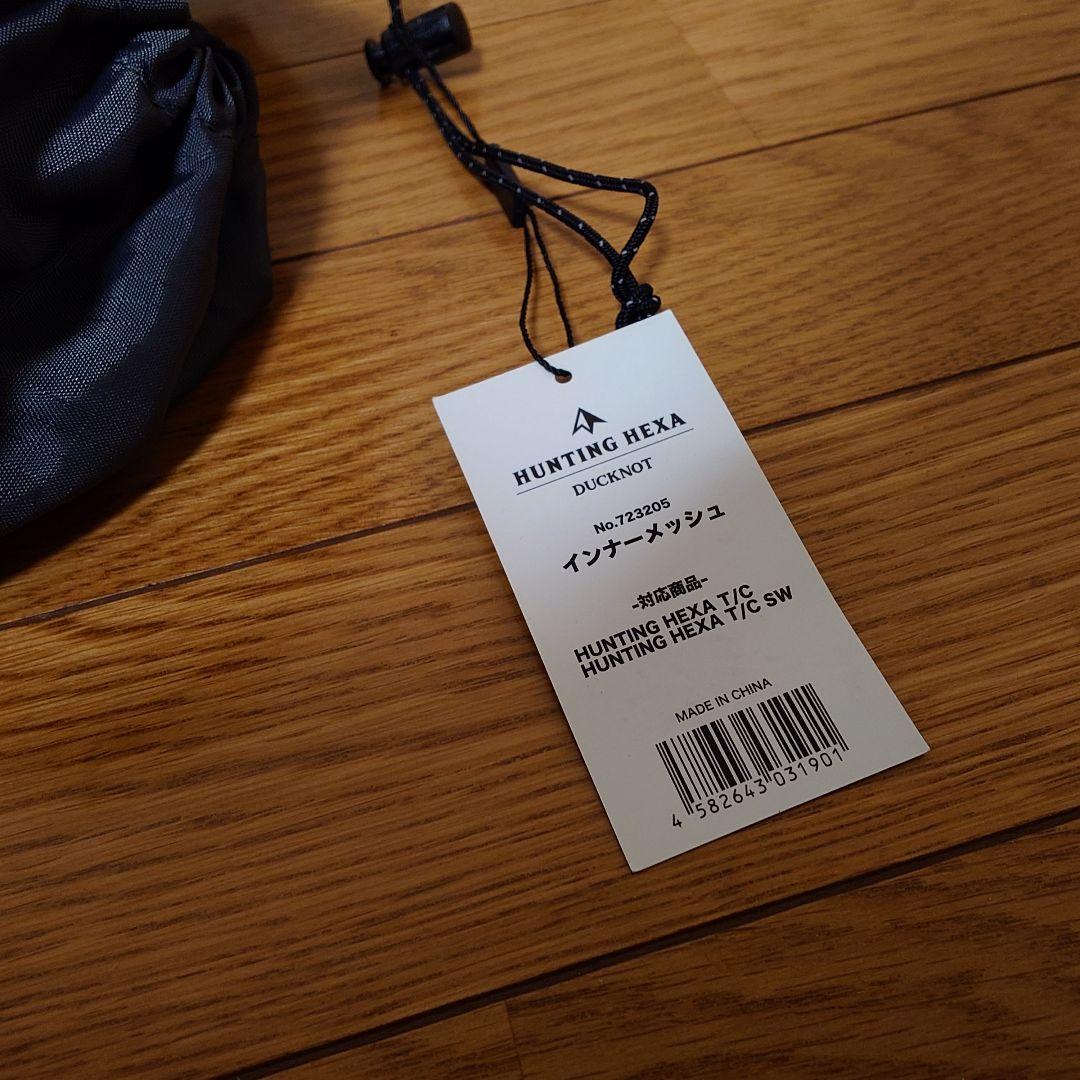 HUNTING HEXA
DUCKNOT
No.723205
インナーメッシュ
-対応商品-
HUNTING HEXA T/C
HUNTING HEXA T/C SW
MADE IN CHINA
4 582643 031901